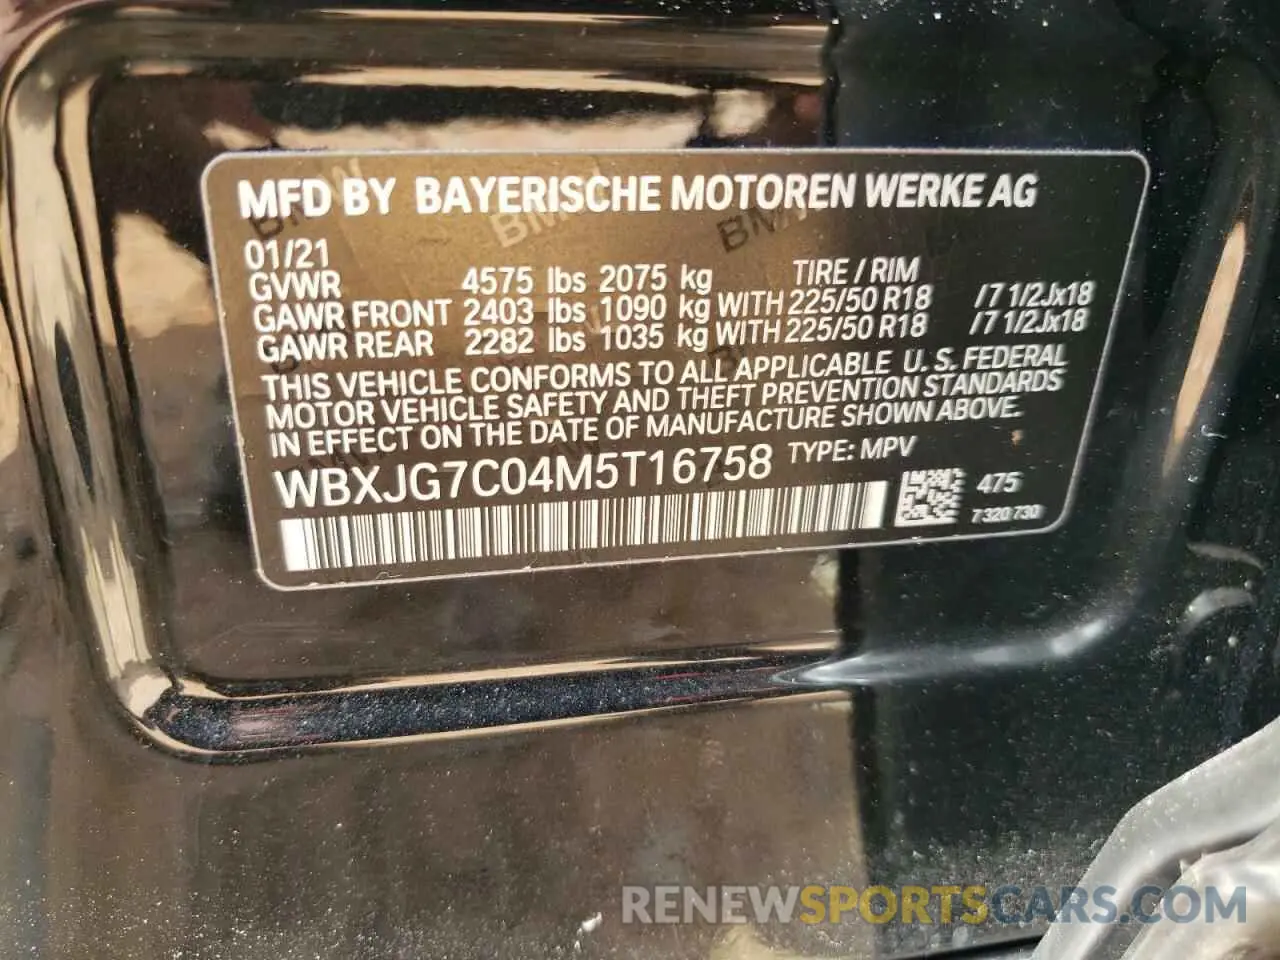 MFD BY BAYERISCHE MOTOREN WERKE AG
01/21
GVWR 4575 lbs 2075 kg TIRE / RIM
GAWR FRONT 2403 lbs 1090 kg WITH 225/50 R18 /7 1/2Jx18
GAWR REAR 2282 lbs 1035 kg WITH 225/50 R18 /7 1/2Jx18
THIS VEHICLE CONFORMS TO ALL APPLICABLE U. S. FEDERAL
MOTOR VEHICLE SAFETY AND THEFT PREVENTION STANDARDS
IN EFFECT ON THE DATE OF MANUFACTURE SHOWN ABOVE.
WBXJG7C04M5T16758 TYPE: MPV
475
7 320 730
RENEWSPORTSCARS.COM